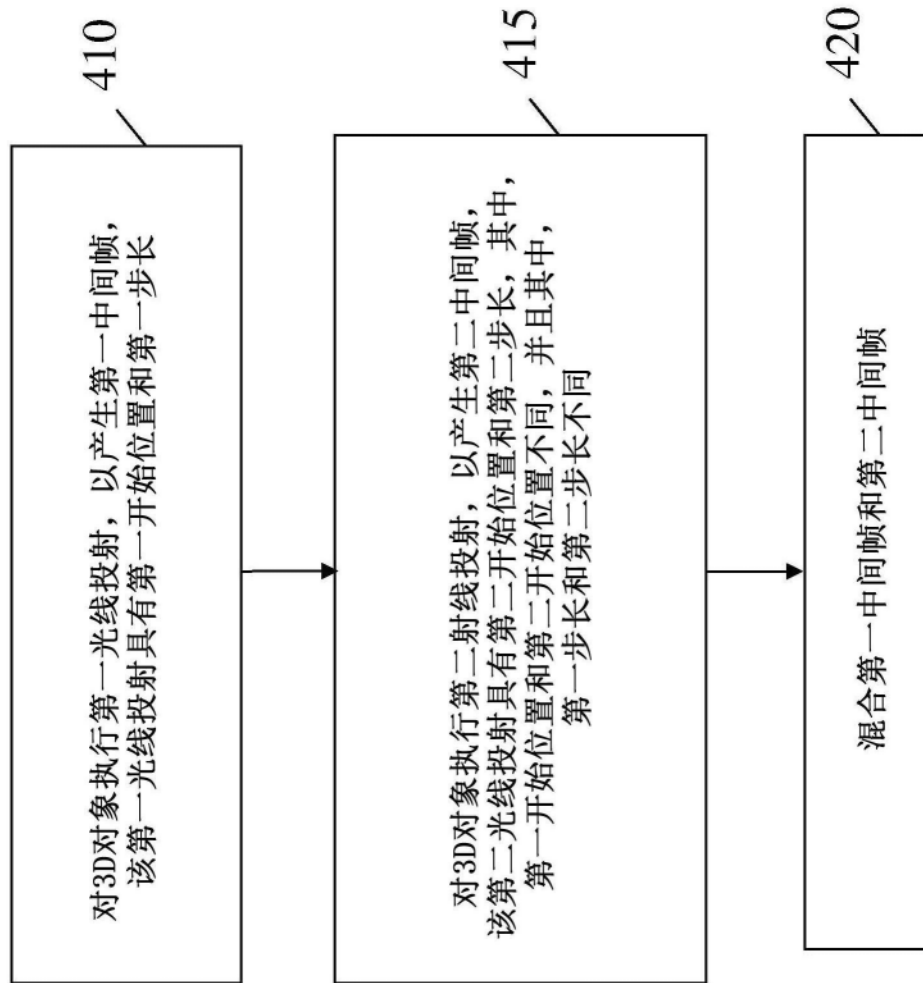 410
对3D对象执行第一光线投射，以产生第一中间帧，
该第一光线投射具有第一开始位置和第一步长
415
对3D对象执行第二射线投射，以产生第二中间帧，
该第二光线投射具有第二开始位置和第二步长，其中，
第一开始位置和第二开始位置不同，并且其中，
第一步长和第二步长不同
420
混合第一中间帧和第二中间帧